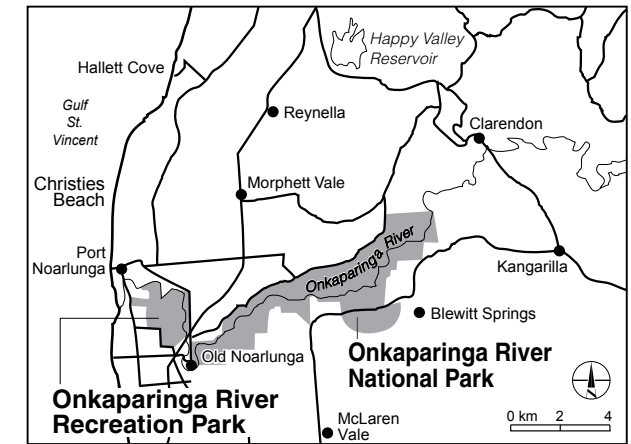 Happy Valley
Reservoir
Hallett Cove
Gulf
St.
Vincent
Reynella
Clarendon
Christies
Beach
Morphett Vale
Port
Noarlunga
Onkaparinga River
Kangarilla
Blewitt Springs
Old Noarlunga
Onkaparinga River
National Park
Onkaparinga River
Recreation Park
McLaren
Vale
0 km 2 4